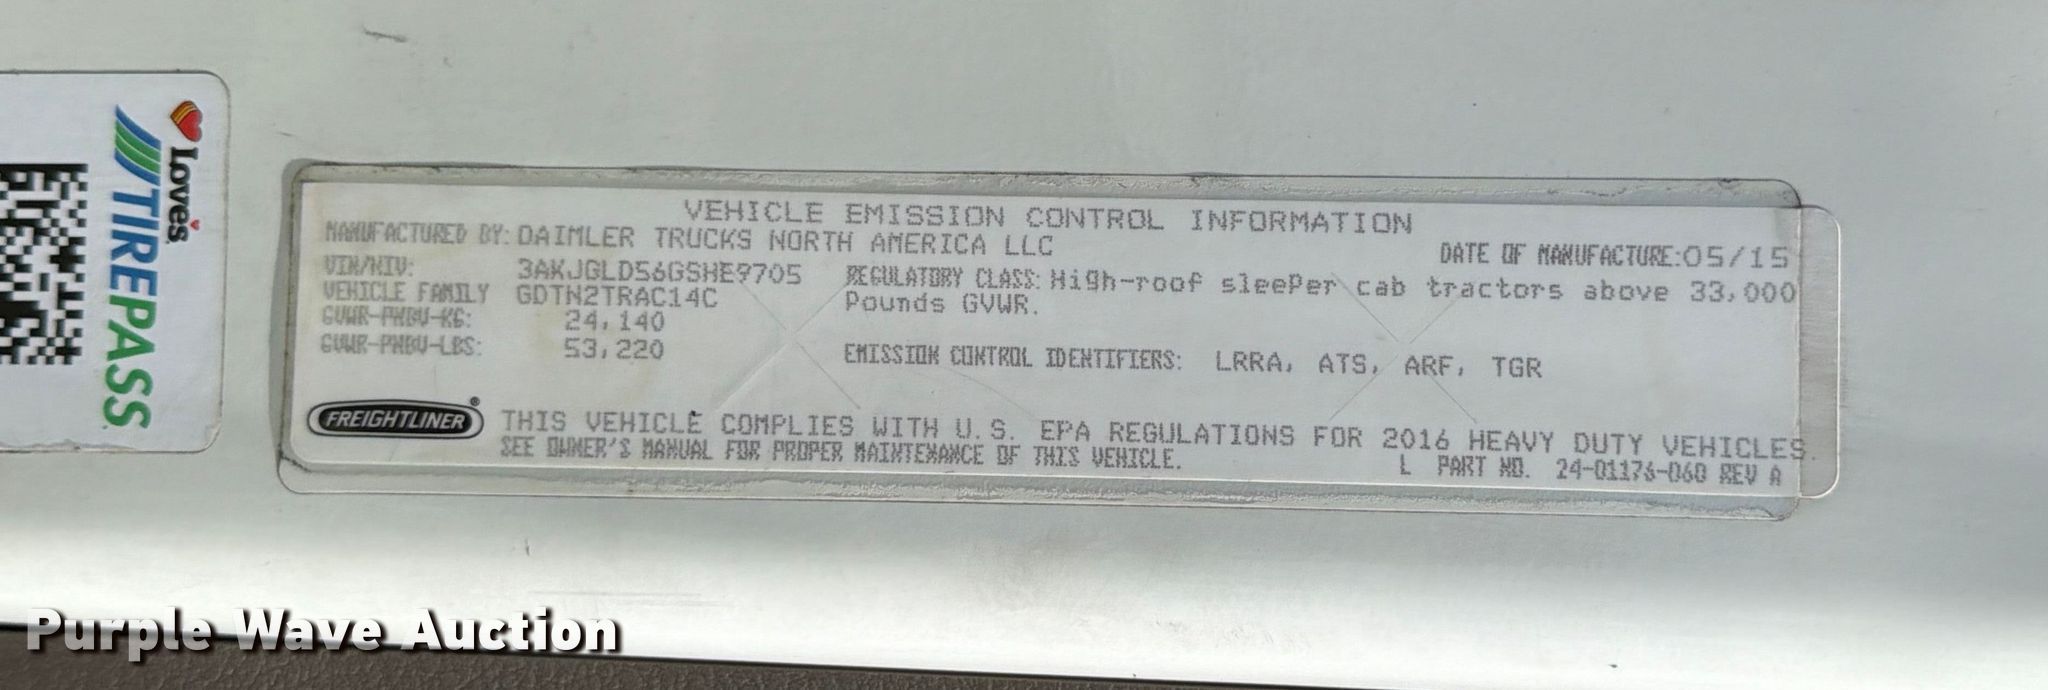 Love's
TIREPASS
VEHICLE EMISSION CONTROL INFORMATION
MANUFACTURED BY: DAIMLER TRUCKS NORTH AMERICA LLC
DATE OF MANUFACTURE: 05/15
VIN/NIV: 3AKJGLD56GSHE9705
REGULATORY CLASS: High-roof sleePer cab tractors above 33,000
Pounds GVWR.
VEHICLE FAMILY GDTN2TRAC14C
GVWR-PNBV-KG: 24,140
GVWR-PNBV-LBS: 53,220
EMISSION CONTROL IDENTIFIERS: LRRA, ATS, ARF, TGR
FREIGHTLINER®
THIS VEHICLE COMPLIES WITH U.S. EPA REGULATIONS FOR 2016 HEAVY DUTY VEHICLES.
SEE OWNER'S MANUAL FOR PROPER MAINTENANCE OF THIS VEHICLE.
L PART NO. 24-01176-060 REV A
Purple Wave Auction